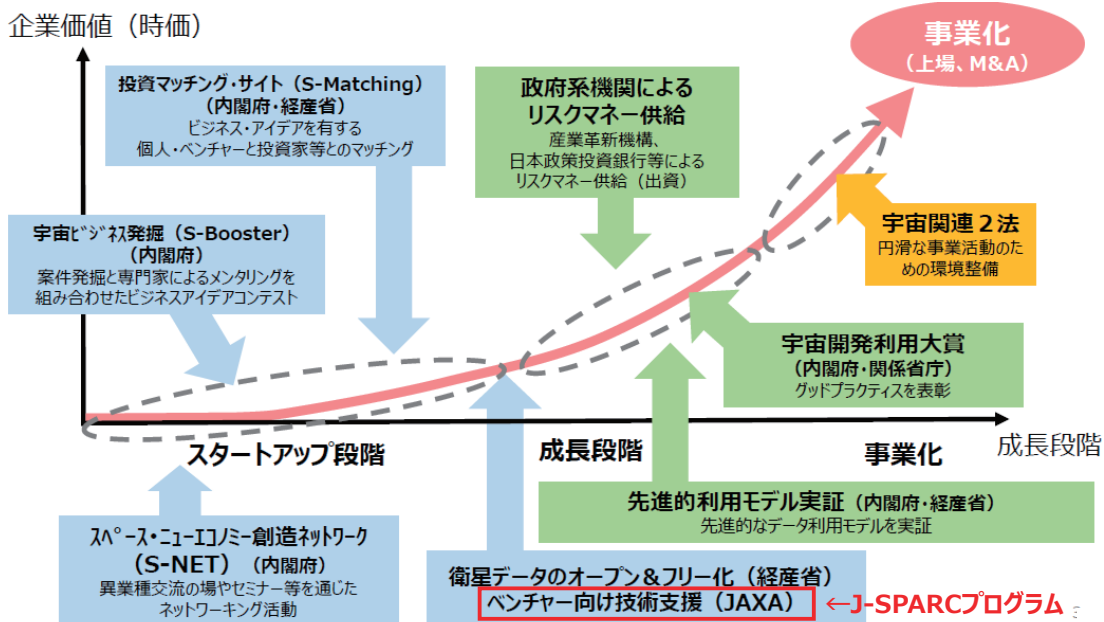 企業価値（時価）
事業化
（上場、M&A）
投資マッチング・サイト（S-Matching）
（内閣府・経産省）
ビジネス・アイデアを有する
個人・ベンチャーと投資家等とのマッチング
政府系機関による
リスクマネー供給
産業革新機構、
日本政策投資銀行等による
リスクマネー供給（出資）
宇宙ﾋﾞｼﾞﾈｽ発掘（S-Booster）
（内閣府）
案件発掘と専門家によるメンタリングを
組み合わせたビジネスアイデアコンテスト
宇宙関連２法
円滑な事業活動のた
めの環境整備
宇宙開発利用大賞
（内閣府・関係省庁）
グッドプラクティスを表彰
スタートアップ段階
成長段階
事業化
成長段階
先進的利用モデル実証（内閣府・経産省）
先進的なデータ利用モデルを実証
ｽﾍﾟｰｽ・ﾆｭｰｴｺﾉﾐｰ創造ネットワーク
（S-NET）（内閣府）
異業種交流の場やセミナー等を通じた
ネットワーキング活動
衛星データのオープン＆フリー化（経産省）
ベンチャー向け技術支援（JAXA）
←J-SPARCプログラム